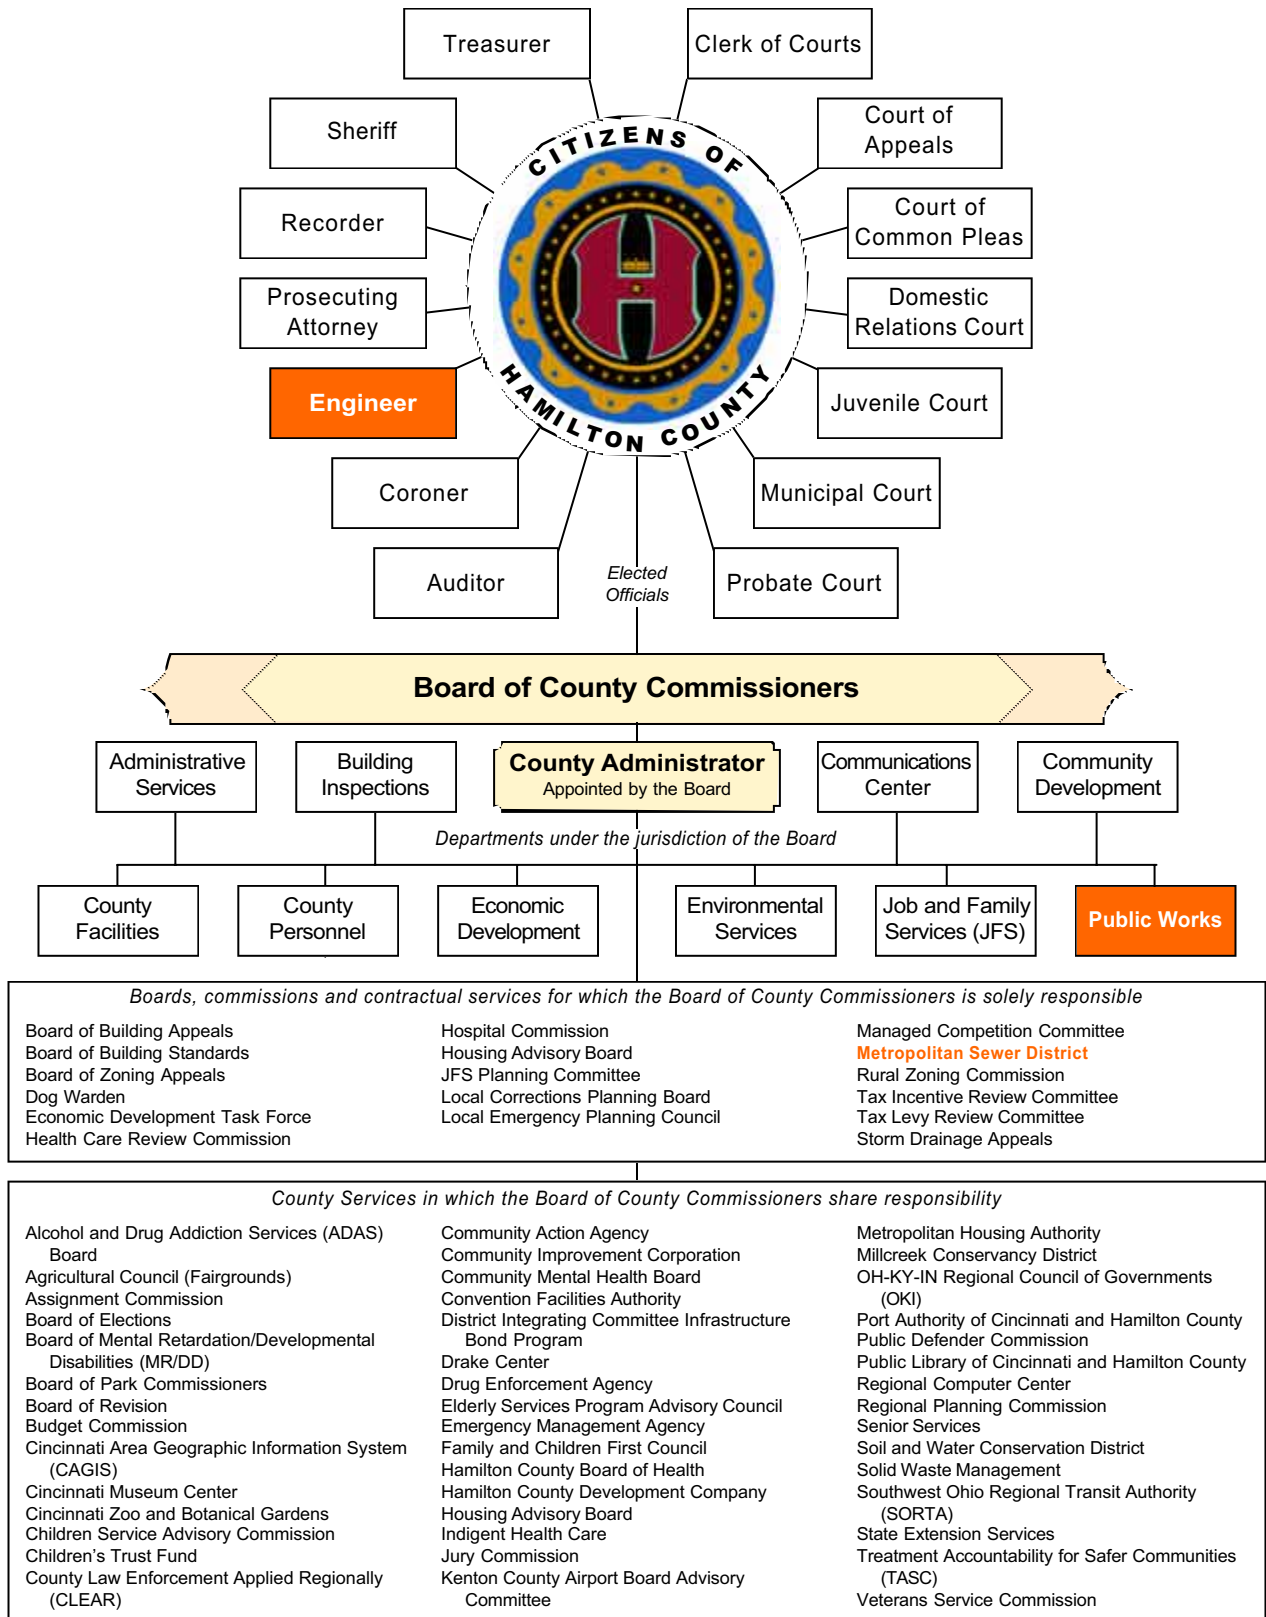 Treasurer
Clerk of Courts
Sheriff
Court of
Appeals
Recorder
Court of
Common Pleas
Prosecuting
Attorney
Domestic
Relations Court
Engineer
Juvenile Court
Coroner
Municipal Court
Auditor
Probate Court
CITIZENS OF
HAMILTON COUNTY
H
Elected
Officials
Board of County Commissioners
Administrative
Services
Building
Inspections
County Administrator
Appointed by the Board
Communications
Center
Community
Development
Departments under the jurisdiction of the Board
County
Facilities
County
Personnel
Economic
Development
Environmental
Services
Job and Family
Services (JFS)
Public Works
Boards, commissions and contractual services for which the Board of County Commissioners is solely responsible
Board of Building Appeals
Board of Building Standards
Board of Zoning Appeals
Dog Warden
Economic Development Task Force
Health Care Review Commission
Hospital Commission
Housing Advisory Board
JFS Planning Committee
Local Corrections Planning Board
Local Emergency Planning Council
Managed Competition Committee
Metropolitan Sewer District
Rural Zoning Commission
Tax Incentive Review Committee
Tax Levy Review Committee
Storm Drainage Appeals
County Services in which the Board of County Commissioners share responsibility
Alcohol and Drug Addiction Services (ADAS)
Board
Agricultural Council (Fairgrounds)
Assignment Commission
Board of Elections
Board of Mental Retardation/Developmental
Disabilities (MR/DD)
Board of Park Commissioners
Board of Revision
Budget Commission
Cincinnati Area Geographic Information System
(CAGIS)
Cincinnati Museum Center
Cincinnati Zoo and Botanical Gardens
Children Service Advisory Commission
Children's Trust Fund
County Law Enforcement Applied Regionally
(CLEAR)
Community Action Agency
Community Improvement Corporation
Community Mental Health Board
Convention Facilities Authority
District Integrating Committee Infrastructure
Bond Program
Drake Center
Drug Enforcement Agency
Elderly Services Program Advisory Council
Emergency Management Agency
Family and Children First Council
Hamilton County Board of Health
Hamilton County Development Company
Housing Advisory Board
Indigent Health Care
Jury Commission
Kenton County Airport Board Advisory
Committee
Metropolitan Housing Authority
Millcreek Conservancy District
OH-KY-IN Regional Council of Governments
(OKI)
Port Authority of Cincinnati and Hamilton County
Public Defender Commission
Public Library of Cincinnati and Hamilton County
Regional Computer Center
Regional Planning Commission
Senior Services
Soil and Water Conservation District
Solid Waste Management
Southwest Ohio Regional Transit Authority
(SORTA)
State Extension Services
Treatment Accountability for Safer Communities
(TASC)
Veterans Service Commission